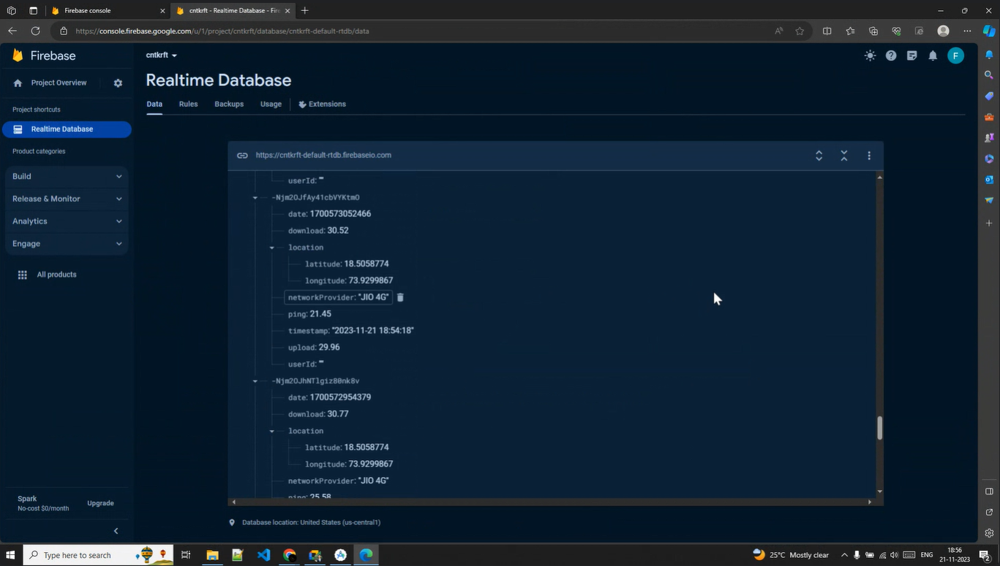 Firebase console
cntkrft - Realtime Database - Fir
https://console.firebase.google.com/u/1/project/cntkrft/database/cntkrft-default-rtdb/data
Firebase
cntkrft
F
Project Overview
Realtime Database
Project shortcuts
Realtime Database
Product categories
Build
Release & Monitor
Analytics
Engage
All products
Spark
No-cost $0/month
Upgrade
Data
Rules
Backups
Usage
Extensions
https://cntkrft-default-rtdb.firebaseio.com
userId: ""
-Njm2OJfAy41cbVYKtmO
date: 1700573052466
download: 30.52
location
latitude: 18.5058774
longitude: 73.9299867
networkProvider: "JIO 4G"
ping: 21.45
timestamp: "2023-11-21 18:54:18"
upload: 29.96
userId: ""
-Njm2OJhNTlgiz80nk8v
date: 1700572954379
download: 30.77
location
latitude: 18.5058774
longitude: 73.9299867
networkProvider: "JIO 4G"
ping: 25.58
Database location: United States (us-central1)
Type here to search
25°C Mostly clear
ENG
18:56
21-11-2023
2